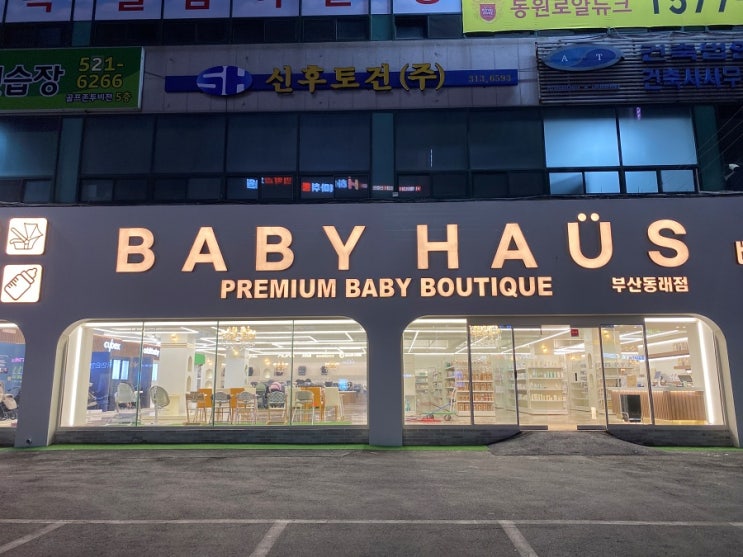 동원로얄듀크
1577
습장
521-
6266
골프존투비전 5층
신후토건(주)
313.6593
A T
건축사사무
BABY HAÜS
PREMIUM BABY BOUTIQUE
부산동래점